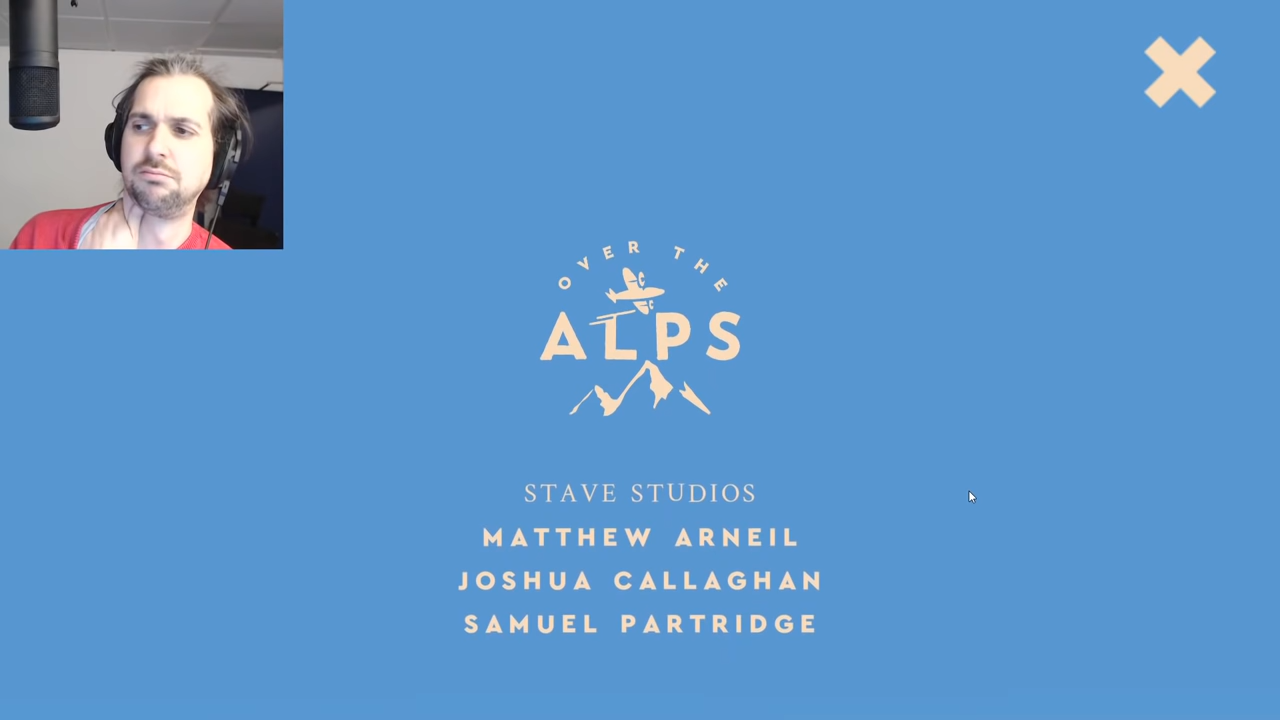 OVER THE
ALPS
STAVE STUDIOS
MATTHEW ARNEIL
JOSHUA CALLAGHAN
SAMUEL PARTRIDGE